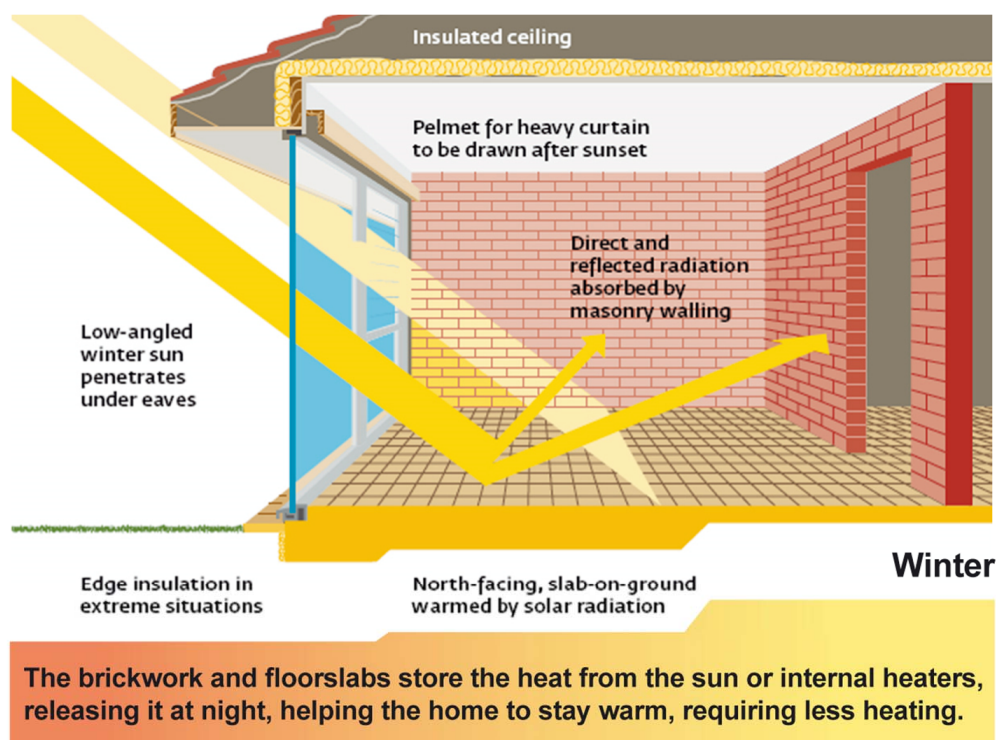 Insulated ceiling
Pelmet for heavy curtain
to be drawn after sunset
Direct and
reflected radiation
absorbed by
masonry walling
Low-angled
winter sun
penetrates
under eaves
Winter
Edge insulation in
extreme situations
North-facing, slab-on-ground
warmed by solar radiation
The brickwork and floorslabs store the heat from the sun or internal heaters,
releasing it at night, helping the home to stay warm, requiring less heating.